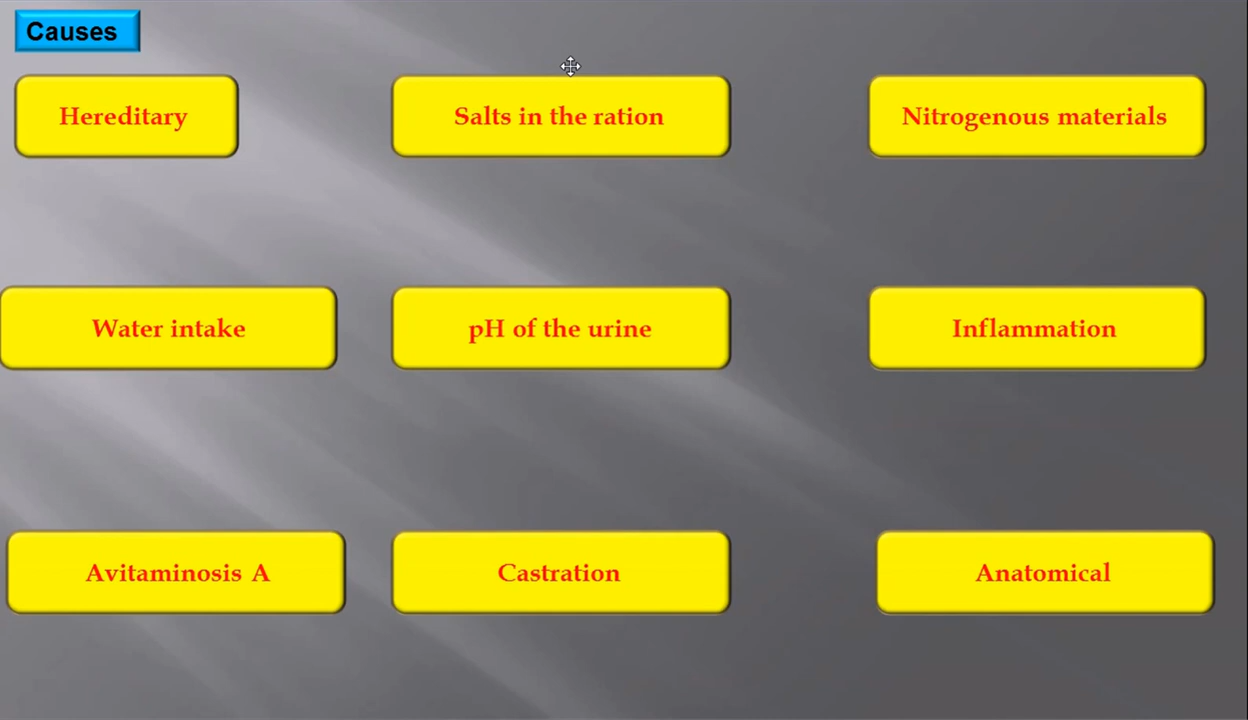 Causes
Hereditary
Salts in the ration
Nitrogenous materials
Water intake
pH of the urine
Inflammation
Avitaminosis A
Castration
Anatomical